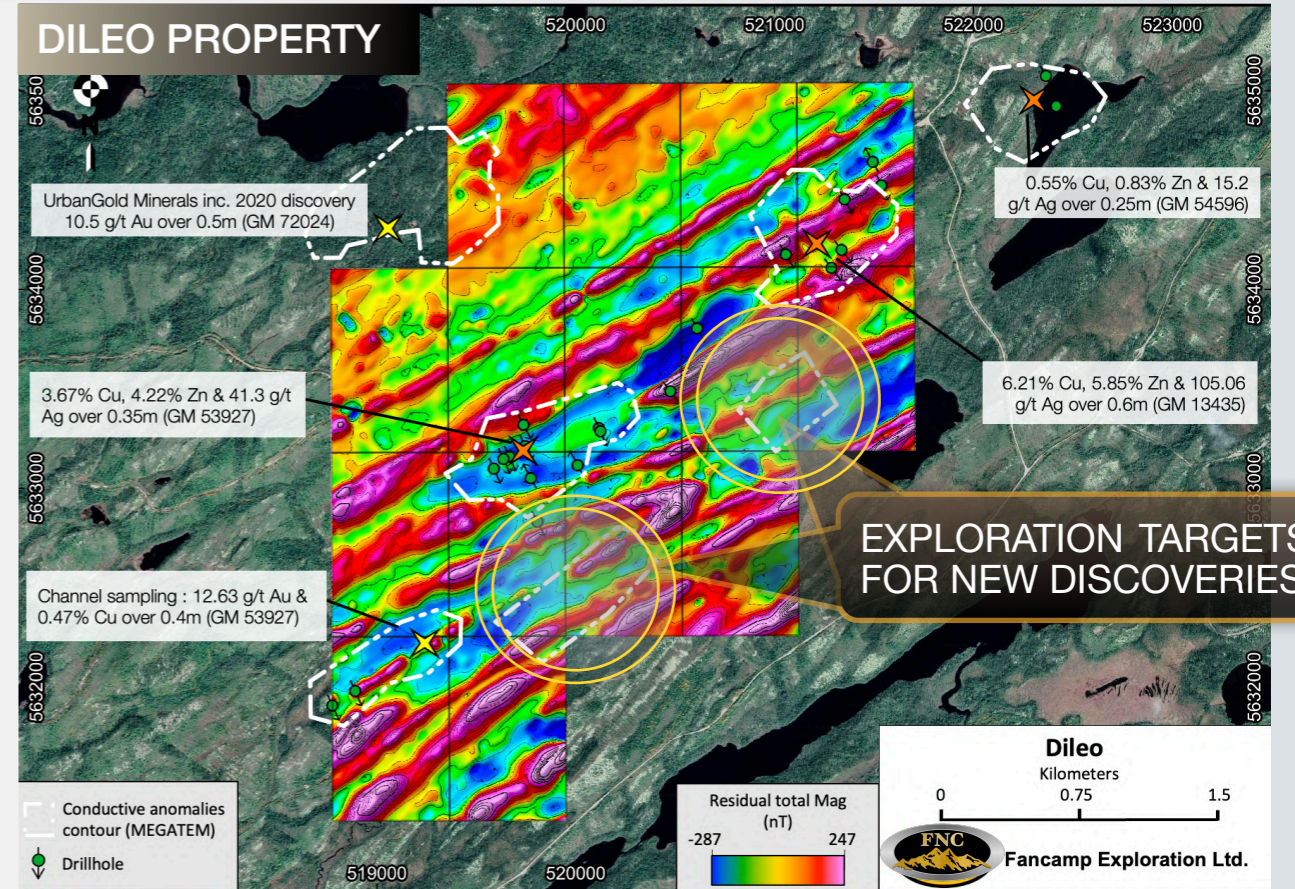 DILEO PROPERTY
520000
521000
522000
523000
56350
5635000
N
UrbanGold Minerals inc. 2020 discovery
10.5 g/t Au over 0.5m (GM 72024)
0.55% Cu, 0.83% Zn & 15.2
g/t Ag over 0.25m (GM 54596)
5634000
5634000
3.67% Cu, 4.22% Zn & 41.3 g/t
Ag over 0.35m (GM 53927)
6.21% Cu, 5.85% Zn & 105.06
g/t Ag over 0.6m (GM 13435)
5633000
5633000
EXPLORATION TARGETS
FOR NEW DISCOVERIES
Channel sampling : 12.63 g/t Au &
0.47% Cu over 0.4m (GM 53927)
5632000
5632000
Conductive anomalies
contour (MEGATEM)
Drillhole
519000
520000
Residual total Mag
(nT)
-287
247
Dileo
Kilometers
0
0.75
1.5
FNC
Fancamp Exploration Ltd.